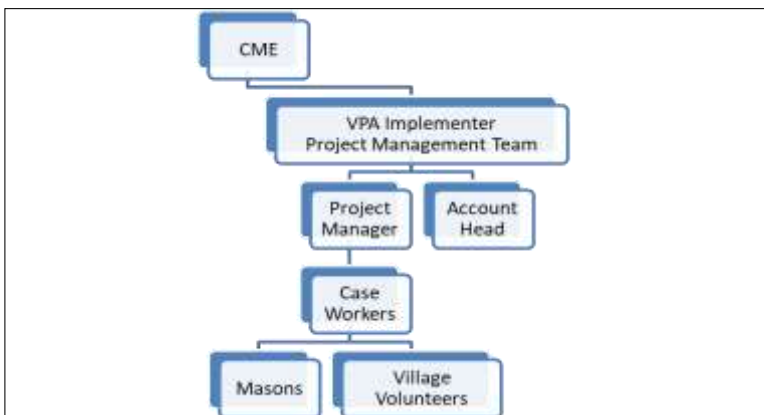 CME
VPA Implementer
Project Management Team
Project
Manager
Account
Head
Case
Workers
Masons
Village
Volunteers